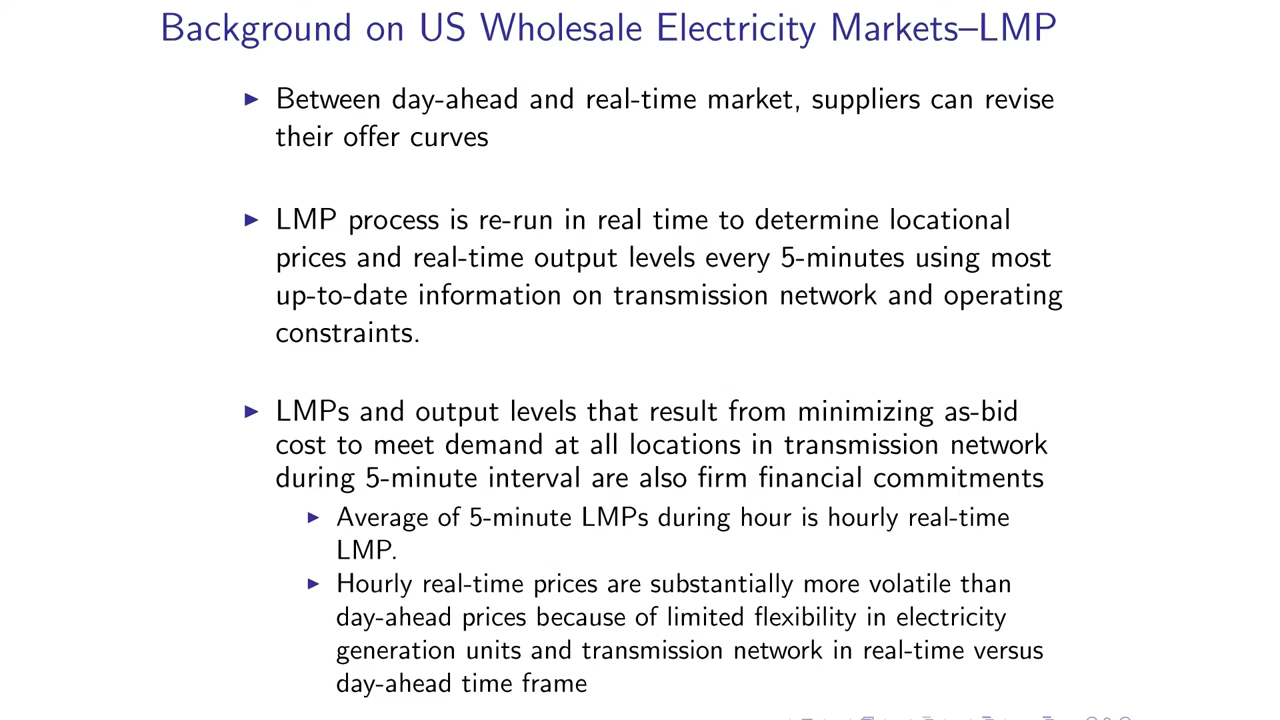 Background on US Wholesale Electricity Markets–LMP
Between day-ahead and real-time market, suppliers can revise
their offer curves
LMP process is re-run in real time to determine locational
prices and real-time output levels every 5-minutes using most
up-to-date information on transmission network and operating
constraints.
LMPs and output levels that result from minimizing as-bid
cost to meet demand at all locations in transmission network
during 5-minute interval are also firm financial commitments
Average of 5-minute LMPs during hour is hourly real-time
LMP.
Hourly real-time prices are substantially more volatile than
day-ahead prices because of limited flexibility in electricity
generation units and transmission network in real-time versus
day-ahead time frame